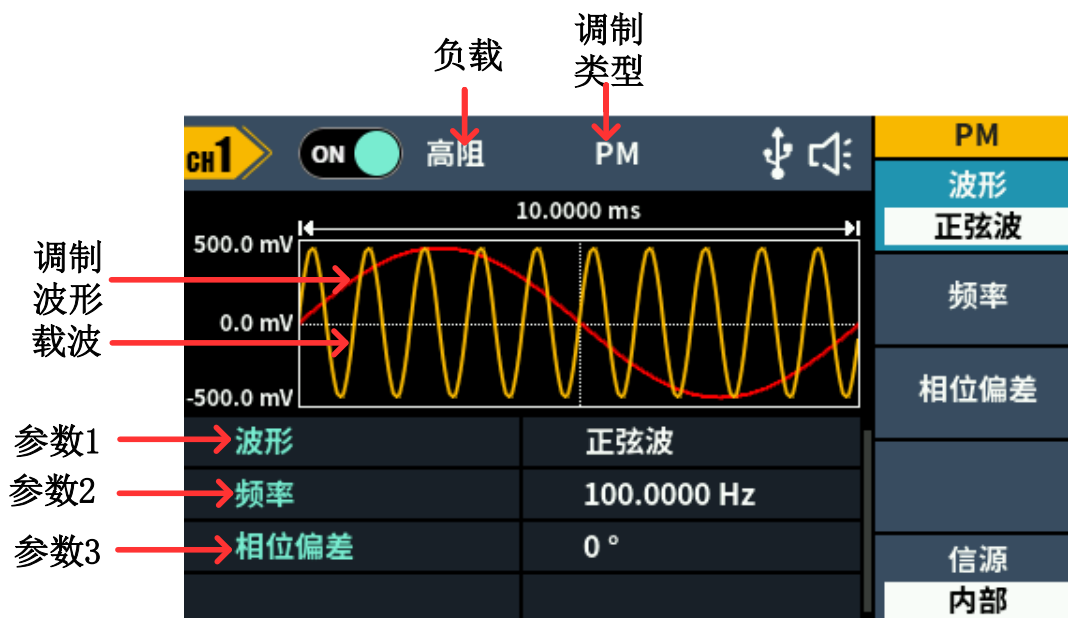 负载
调制
类型
CH1
ON
高阻
PM
PM
波形
正弦波
频率
相位偏差
信源
内部
10.0000 ms
500.0 mV
0.0 mV
-500.0 mV
调制
波形
载波
参数1
波形
正弦波
参数2
频率
100.0000 Hz
参数3
相位偏差
0 °